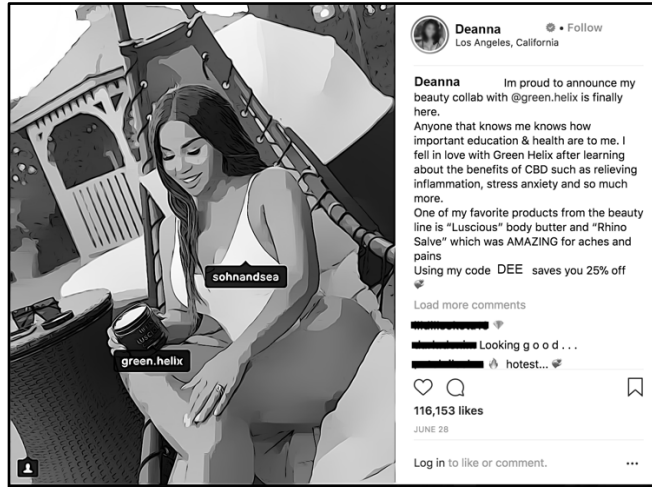 Deanna • Follow
Los Angeles, California
Deanna Im proud to announce my
beauty collab with @green.helix is finally
here.
Anyone that knows me knows how
important education & health are to me. I
fell in love with Green Helix after learning
about the benefits of CBD such as relieving
inflammation, stress anxiety and so much
more.
One of my favorite products from the beauty
line is “Luscious” body butter and “Rhino
Salve” which was AMAZING for aches and
pains
Using my code DEE saves you 25% off
Load more comments
Looking g o o d . . .
hotest...
116,153 likes
JUNE 28
Log in to like or comment.
sohnandsea
green.helix